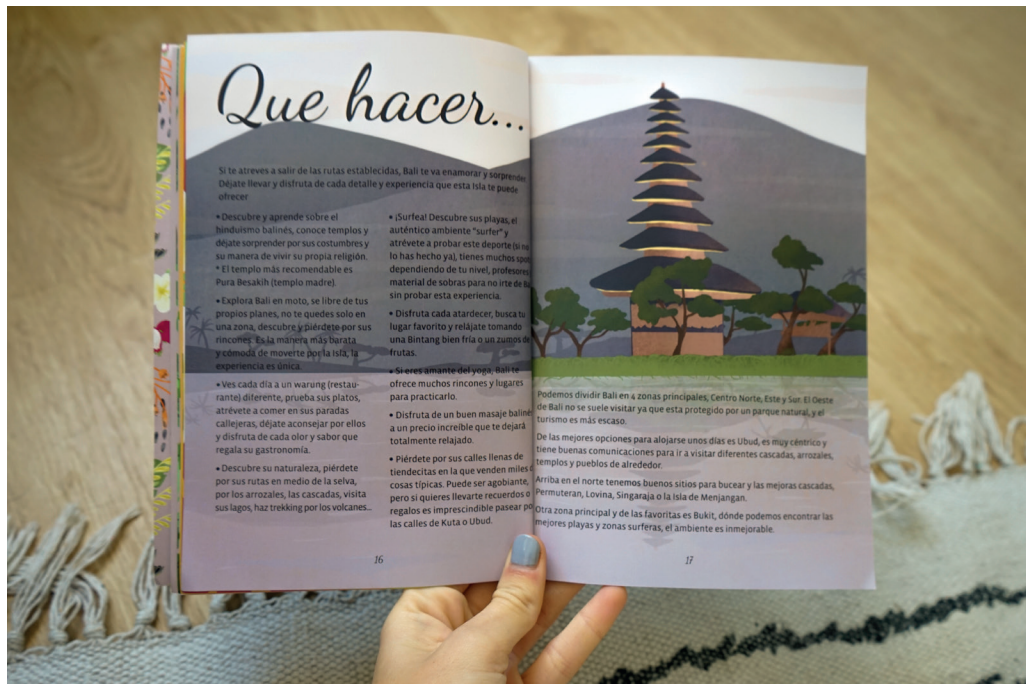 Que hacer...
Si te atreves a salir de las rutas establecidas, Bali te va enamorar y sorprender.
Déjate llevar y disfruta de cada detalle y experiencia que esta Isla te puede
ofrecer
• Descubre y aprende sobre el
hinduismo balinés, conoce templos y
déjate sorprender por sus costumbres y
su manera de vivir su propia religión.
* El templo más recomendable es
Pura Besakih (templo madre).
• Explora Bali en moto, se libre de tus
propios planes, no te quedes solo en
una zona, descubre y piérdete por sus
rincones. Es la manera más barata
y cómoda de moverte por la isla, la
experiencia es única.
• Ves cada día a un warung (restau-
rante) diferente, prueba sus platos,
atrévete a comer en sus paradas
callejeras, déjate aconsejar por ellos
y disfruta de cada olor y sabor que
regala su gastronomía.
• Descubre su naturaleza, piérdete
por sus rutas en medio de la selva,
por los arrozales, las cascadas, visita
sus lagos, haz trekking por los volcanes...
• ¡Surfea! Descubre sus playas, el
auténtico ambiente "surfer" y
atrévete a probar este deporte (si no
lo has hecho ya), tienes muchos
dependiendo de tu nivel, profesores
material de sobras para no irte de
sin probar esta experiencia.
• Disfruta cada atardecer, busca tu
lugar favorito y relájate tomando
una Bintang bien fría o un zumos de
frutas.
• Si eres amante del yoga, Bali te
ofrece muchos rincones y lugares
para practicarlo.
• Disfruta de un buen masaje balinés
a un precio increíble que te dejará
totalmente relajado.
• Piérdete por sus calles llenas de
tiendecitas en la que venden miles
cosas típicas. Puede ser agobiante,
pero si quieres llevarte recuerdos o
regalos es imprescindible pasear
las calles de Kuta o Ubud.
16
Podemos dividir Bali en 4 zonas principales, Centro Norte, Este y Sur. El Oeste
de Bali no se suele visitar ya que esta protegido por un parque natural, y el
turismo es más escaso.
De las mejores opciones para alojarse unos días es Ubud, es muy céntrico y
tiene buenas comunicaciones para ir a visitar diferentes cascadas, arrozales,
templos y pueblos de alrededor.
Arriba en el norte tenemos buenos sitios para bucear y las mejores cascadas,
Permuteran, Lovina, Singaraja o la Isla de Menjangan.
Otra zona principal y de las favoritas es Bukit, dónde podemos encontrar las
mejores playas y zonas surferas, el ambiente es inmejorable.
17